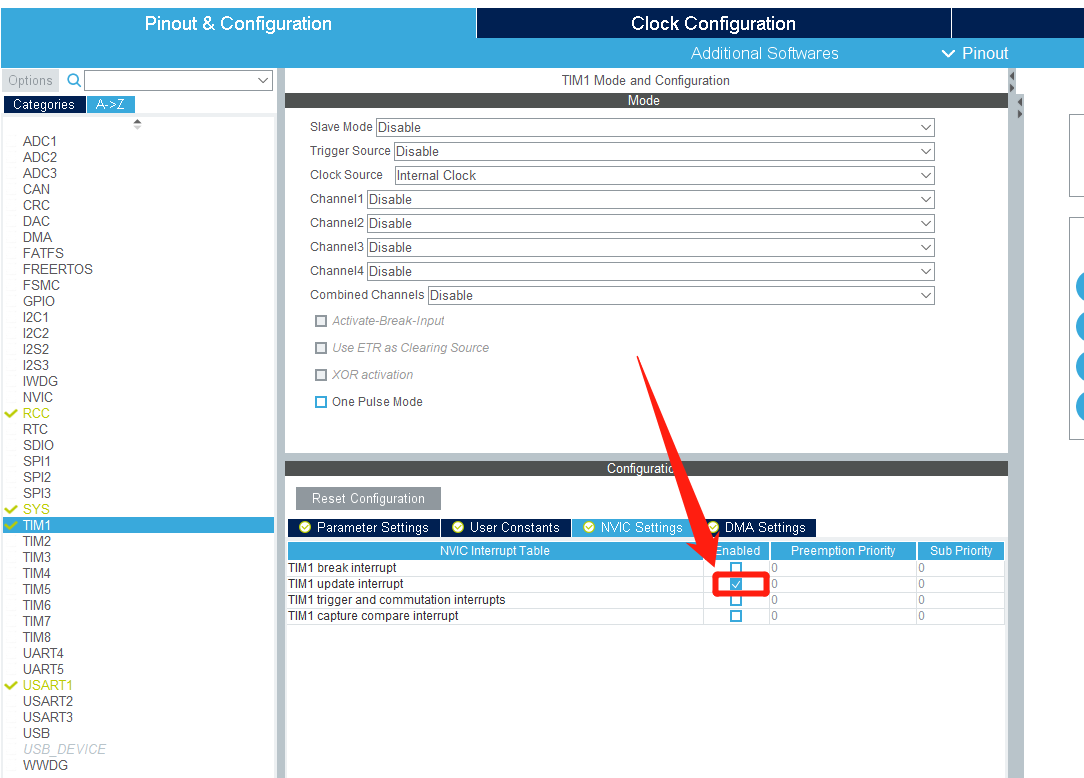 Pinout & Configuration
Clock Configuration
Additional Softwares
Pinout
Options
Categories
A->Z
ADC1
ADC2
ADC3
CAN
CRC
DAC
DMA
FATFS
FREERTOS
FSMC
GPIO
I2C1
I2C2
I2S2
I2S3
IWDG
NVIC
RCC
RTC
SDIO
SPI1
SPI2
SPI3
SYS
TIM1
TIM2
TIM3
TIM4
TIM5
TIM6
TIM7
TIM8
UART4
UART5
USART1
USART2
USART3
USB
USB_DEVICE
WWDG
TIM1 Mode and Configuration
Mode
Slave Mode Disable
Trigger Source Disable
Clock Source Internal Clock
Channel1 Disable
Channel2 Disable
Channel3 Disable
Channel4 Disable
Combined Channels Disable
Activate-Break-Input
Use ETR as Clearing Source
XOR activation
One Pulse Mode
Configuration
Reset Configuration
Parameter Settings User Constants NVIC Settings DMA Settings
NVIC Interrupt Table Enabled Preemption Priority Sub Priority
TIM1 break interrupt 0 0
TIM1 update interrupt 0 0
TIM1 trigger and commutation interrupts 0 0
TIM1 capture compare interrupt 0 0